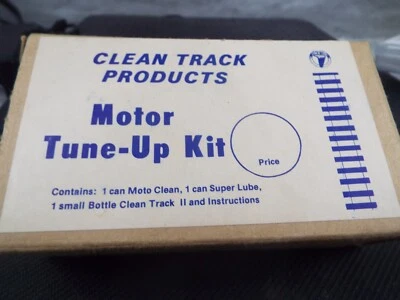 CLEAN TRACK
PRODUCTS
Motor
Tune-Up Kit
Price
Contains: 1 can Moto Clean, 1 can Super Lube,
1 small Bottle Clean Track II and Instructions